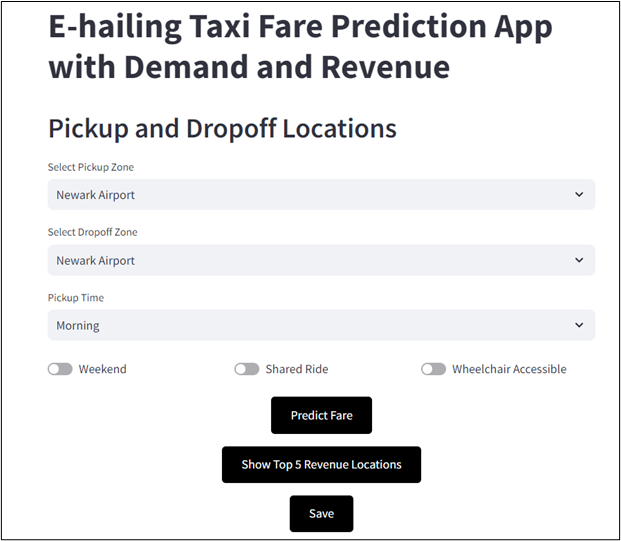 E-hailing Taxi Fare Prediction App
with Demand and Revenue
Pickup and Dropoff Locations
Select Pickup Zone
Newark Airport
Select Dropoff Zone
Newark Airport
Pickup Time
Morning
Weekend Shared Ride Wheelchair Accessible
Predict Fare
Show Top 5 Revenue Locations
Save